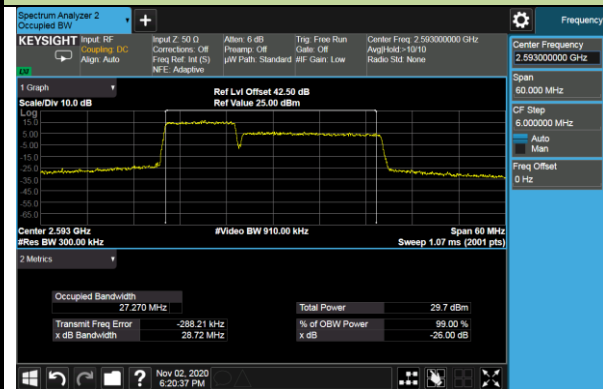 Spectrum Analyzer 2
Occupied BW
Frequency
KEYSIGHT
Input: RF
Coupling: DC
Align: Auto
Input Z: 50 Ω
Corrections: Off
Freq Ref: Int (S)
NFE: Adaptive
Atten: 6 dB
Preamp: Off
µW Path: Standard
Trig: Free Run
Gate: Off
#IF Gain: Low
Center Freq: 2.593000000 GHz
Avg|Hold:>10/10
Radio Std: None
Center Frequency
2.593000000 GHz
Span
60.000 MHz
CF Step
6.000000 MHz
Auto
Man
Freq Offset
0 Hz
1 Graph
Scale/Div 10.0 dB
Ref Lvl Offset 42.50 dB
Ref Value 25.00 dBm
Log
15.0
5.00
-5.00
-15.0
-25.0
-35.0
-45.0
-55.0
-65.0
Center 2.593 GHz
#Res BW 300.00 kHz
#Video BW 910.00 kHz
Span 60 MHz
Sweep 1.07 ms (2001 pts)
2 Metrics
Occupied Bandwidth
27.270 MHz
Total Power 29.7 dBm
Transmit Freq Error -288.21 kHz
% of OBW Power 99.00 %
x dB Bandwidth 28.72 MHz
x dB -26.00 dB
Nov 02, 2020
6:20:37 PM